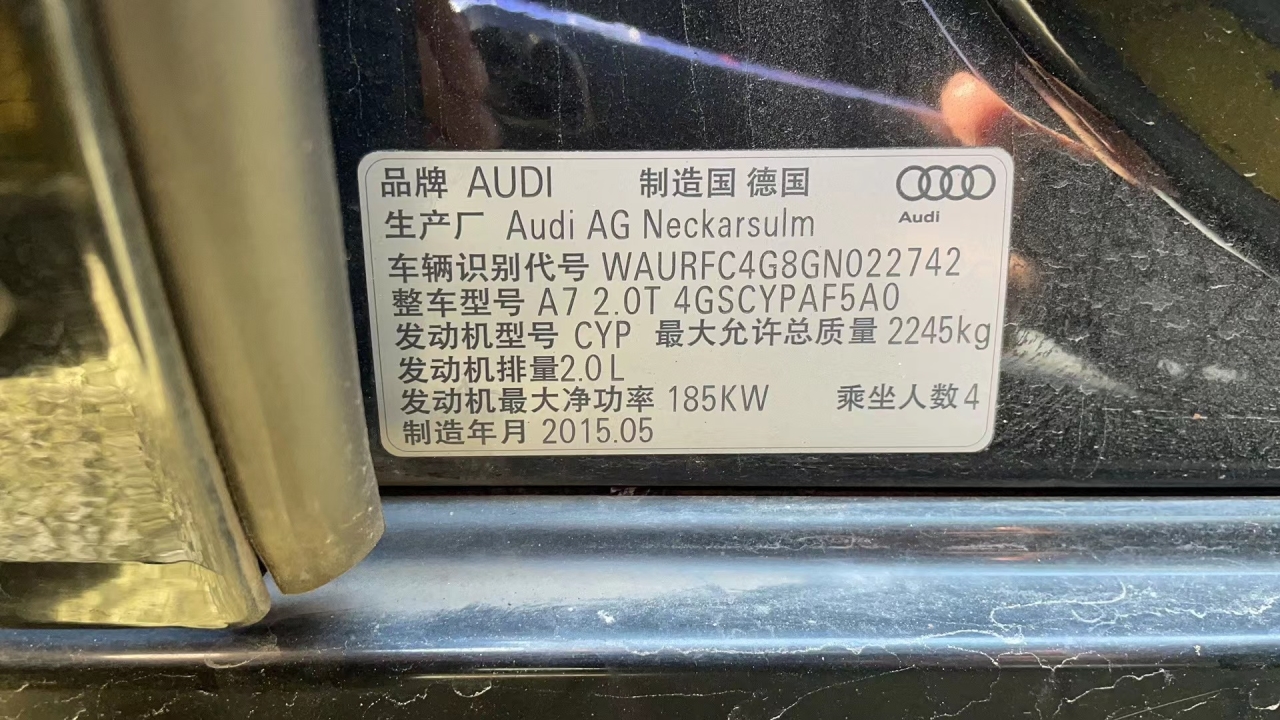 品牌 AUDI 制造国 德国
Audi
生产厂 Audi AG Neckarsulm
车辆识别代号 WAURFC4G8GN022742
整车型号 A7 2.0T 4GSCYPAF5A0
发动机型号 CYP 最大允许总质量 2245kg
发动机排量2.0L
发动机最大净功率 185KW 乘坐人数4
制造年月 2015.05